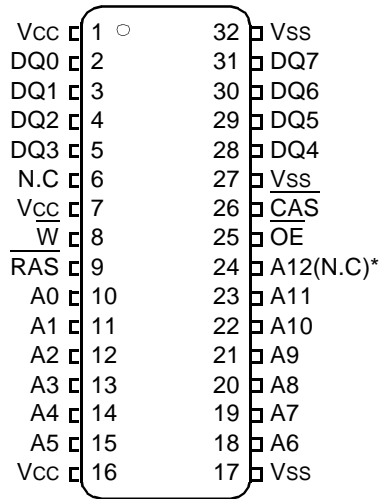 VCC 1 32 VSS
DQ0 2 31 DQ7
DQ1 3 30 DQ6
DQ2 4 29 DQ5
DQ3 5 28 DQ4
N.C 6 27 VSS
VCC 7 26 CAS
W 8 25 OE
RAS 9 24 A12(N.C)*
A0 10 23 A11
A1 11 22 A10
A2 12 21 A9
A3 13 20 A8
A4 14 19 A7
A5 15 18 A6
VCC 16 17 VSS